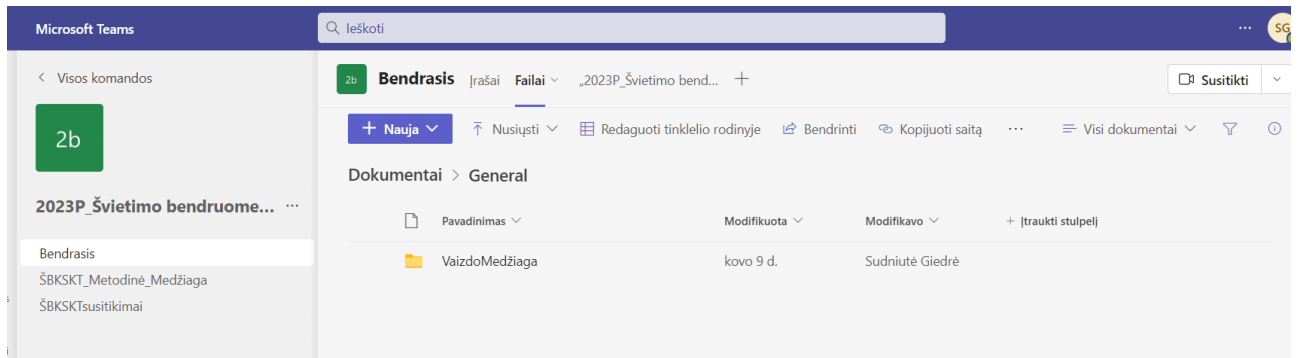 Microsoft Teams
Ieškoti
SG
Visos komandos
2b
2023P_Švietimo bendruome...
Bendrasis
ŠBKSKT_Metodinė_Medžiaga
ŠBKSKTsusitikimai
2b Bendrasis Įrašai Failai „2023P_Švietimo bend...
Susitikti
Nauja Nusiųsti Redaguoti tinklelio rodinyje Bendrinti Kopijuoti saitą ... Visi dokumentai
Dokumentai > General
Pavadinimas Modifikuota Modifikavo + Įtraukti stulpelį
VaizdoMedžiaga kovo 9 d. Sudniutė Giedrė